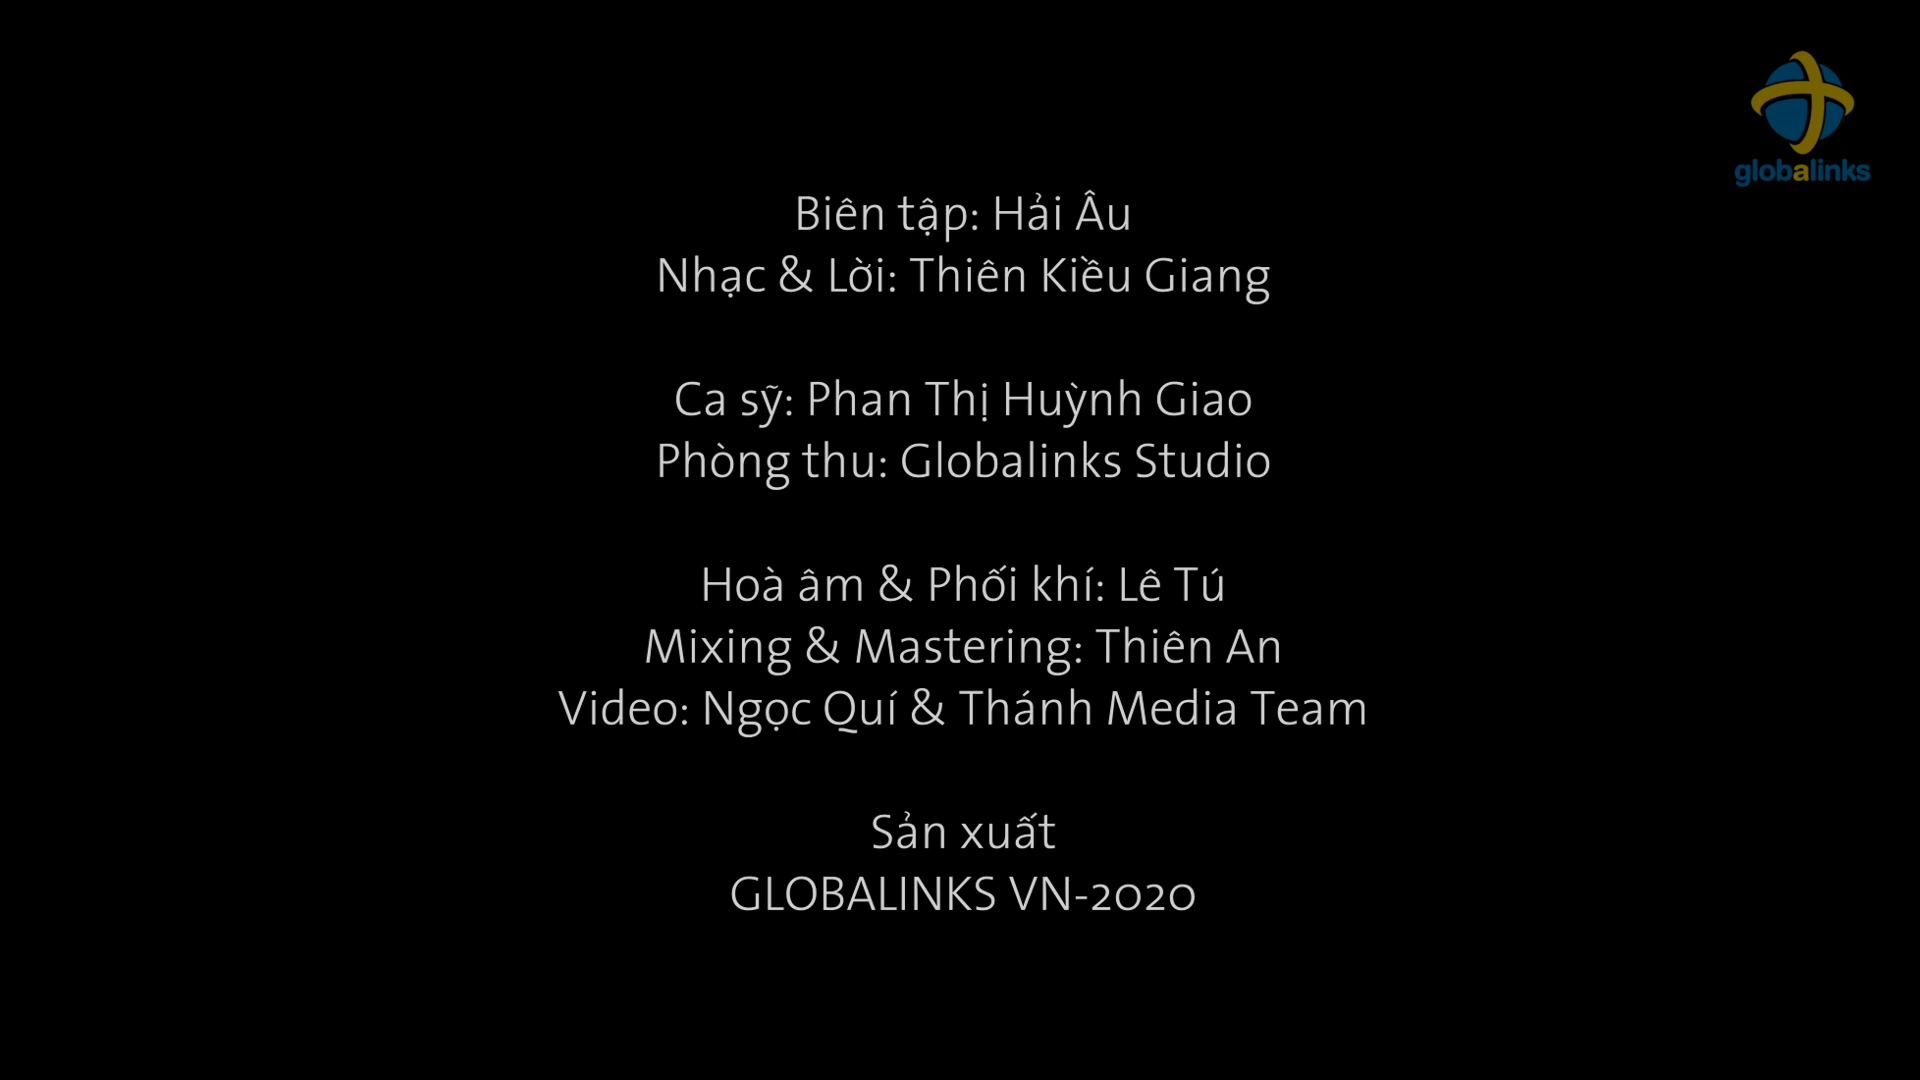 globalinks
Biên tập: Hải Âu
Nhạc & Lời: Thiên Kiều Giang
Ca sỹ: Phan Thị Huỳnh Giao
Phòng thu: Globalinks Studio
Hoà âm & Phối khí: Lê Tú
Mixing & Mastering: Thiên An
Video: Ngọc Quí & Thánh Media Team
Sản xuất
GLOBALINKS VN-2020